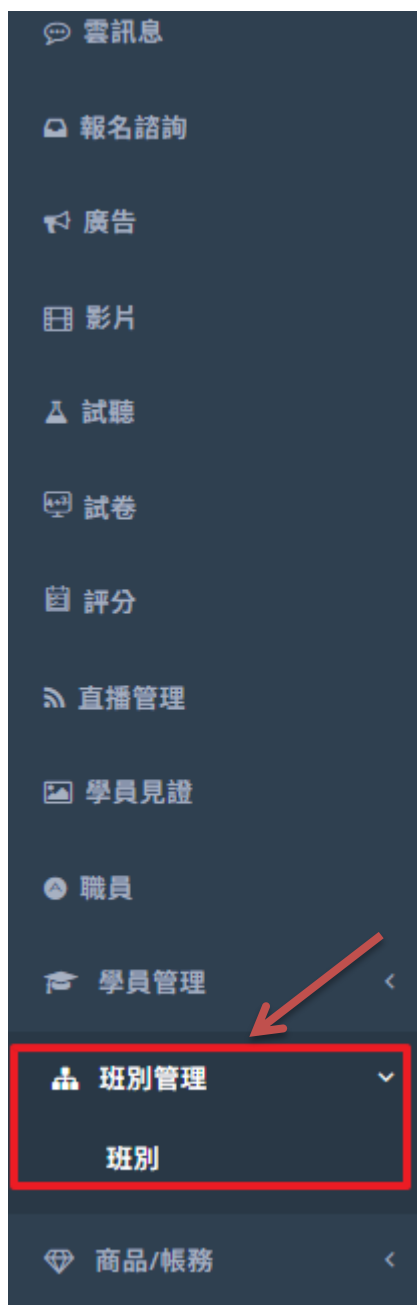 雲訊息
報名諮詢
廣告
影片
試聽
試卷
評分
直播管理
學員見證
職員
學員管理
班別管理
班別
商品/帳務